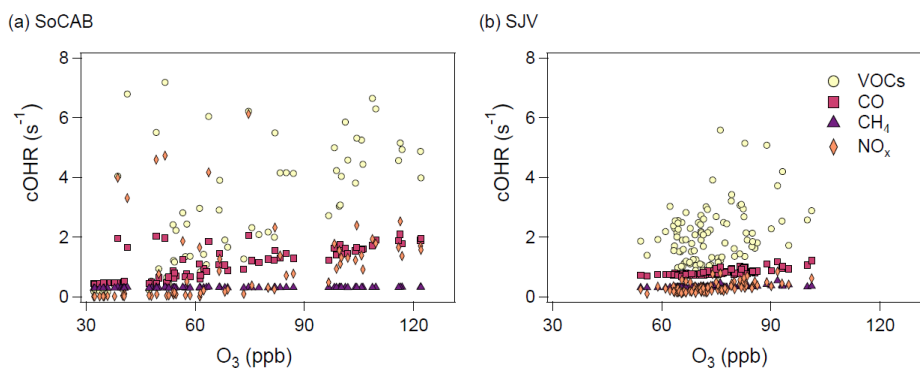 (a) SoCAB
(b) SJV
8
6
4
2
0
cOHR (s⁻¹)
30
60
90
120
O₃ (ppb)
8
6
4
2
0
cOHR (s⁻¹)
30
60
90
120
O₃ (ppb)
VOCs
CO
CH₄
NOₓ